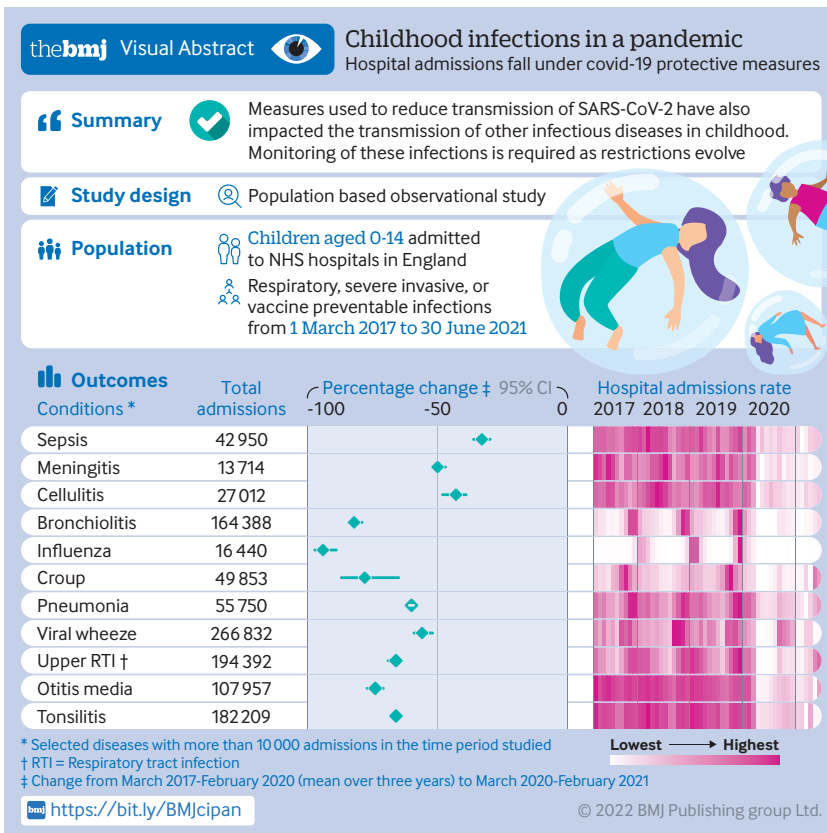 thebmj Visual Abstract
Childhood infections in a pandemic
Hospital admissions fall under covid-19 protective measures
Summary
Measures used to reduce transmission of SARS-CoV-2 have also
impacted the transmission of other infectious diseases in childhood.
Monitoring of these infections is required as restrictions evolve
Study design
Population based observational study
Population
Children aged 0-14 admitted
to NHS hospitals in England
Respiratory, severe invasive, or
vaccine preventable infections
from 1 March 2017 to 30 June 2021
Outcomes
Conditions *
Total
admissions
Percentage change ‡ 95% CI
-100 -50 0
Hospital admissions rate
2017 2018 2019 2020
Sepsis 42 950
Meningitis 13 714
Cellulitis 27 012
Bronchiolitis 164 388
Influenza 16 440
Croup 49 853
Pneumonia 55 750
Viral wheeze 266 832
Upper RTI † 194 392
Otitis media 107 957
Tonsilitis 182 209
* Selected diseases with more than 10 000 admissions in the time period studied
† RTI = Respiratory tract infection
‡ Change from March 2017-February 2020 (mean over three years) to March 2020-February 2021
Lowest Highest
bmj https://bit.ly/BMJcipan
© 2022 BMJ Publishing group Ltd.